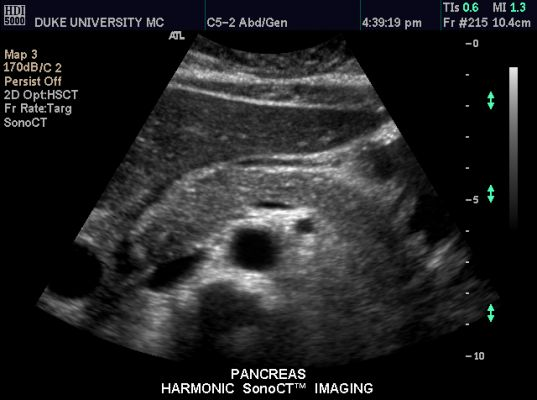 HDI 5000
DUKE UNIVERSITY MC
C5-2 Abd/Gen
4:39:19 pm
TIs 0.6 MI 1.3
Fr #215 10.4cm
ATL
Map 3
170dB/C 2
Persist Off
2D Opt:HSCT
Fr Rate:Targ
SonoCT
0
5
10
PANCREAS
HARMONIC SonoCT™ IMAGING